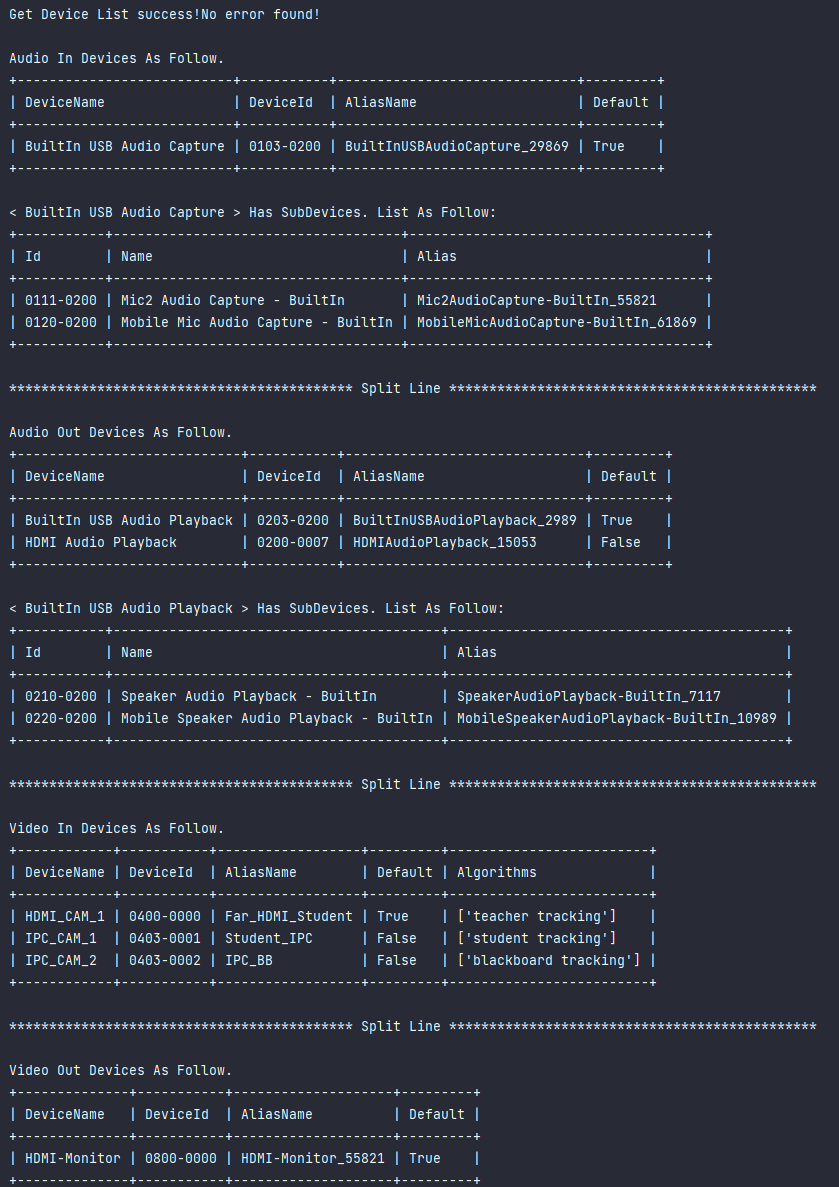 Get Device List success!No error found!
Audio In Devices As Follow.
+---------------------------+-----------+------------------------------+---------+
| DeviceName                | DeviceId  | AliasName                    | Default |
+---------------------------+-----------+------------------------------+---------+
| BuiltIn USB Audio Capture | 0103-0200 | BuiltInUSBAudioCapture_29869 | True    |
+---------------------------+-----------+------------------------------+---------+
< BuiltIn USB Audio Capture > Has SubDevices. List As Follow:
+-----------+------------------------------------+-------------------------------------+
| Id        | Name                               | Alias                               |
+-----------+------------------------------------+-------------------------------------+
| 0111-0200 | Mic2 Audio Capture - BuiltIn       | Mic2AudioCapture-BuiltIn_55821      |
| 0120-0200 | Mobile Mic Audio Capture - BuiltIn | MobileMicAudioCapture-BuiltIn_61869 |
+-----------+------------------------------------+-------------------------------------+
******************************************* Split Line **********************************************
Audio Out Devices As Follow.
+----------------------------+-----------+------------------------------+---------+
| DeviceName                 | DeviceId  | AliasName                    | Default |
+----------------------------+-----------+------------------------------+---------+
| BuiltIn USB Audio Playback | 0203-0200 | BuiltInUSBAudioPlayback_2989 | True    |
| HDMI Audio Playback        | 0200-0007 | HDMIAudioPlayback_15053      | False   |
+----------------------------+-----------+------------------------------+---------+
< BuiltIn USB Audio Playback > Has SubDevices. List As Follow:
+-----------+-----------------------------------------+------------------------------------------+
| Id        | Name                                    | Alias                                    |
+-----------+-----------------------------------------+------------------------------------------+
| 0210-0200 | Speaker Audio Playback - BuiltIn        | SpeakerAudioPlayback-BuiltIn_7117        |
| 0220-0200 | Mobile Speaker Audio Playback - BuiltIn | MobileSpeakerAudioPlayback-BuiltIn_10989 |
+-----------+-----------------------------------------+------------------------------------------+
******************************************* Split Line **********************************************
Video In Devices As Follow.
+------------+-----------+------------------+---------+-------------------------+
| DeviceName | DeviceId  | AliasName        | Default | Algorithms              |
+------------+-----------+------------------+---------+-------------------------+
| HDMI_CAM_1 | 0400-0000 | Far_HDMI_Student | True    | ['teacher tracking']    |
| IPC_CAM_1  | 0403-0001 | Student_IPC      | False   | ['student tracking']    |
| IPC_CAM_2  | 0403-0002 | IPC_BB           | False   | ['blackboard tracking'] |
+------------+-----------+------------------+---------+-------------------------+
******************************************* Split Line **********************************************
Video Out Devices As Follow.
+--------------+-----------+--------------------+---------+
| DeviceName   | DeviceId  | AliasName          | Default |
+--------------+-----------+--------------------+---------+
| HDMI-Monitor | 0800-0000 | HDMI-Monitor_55821 | True    |
+--------------+-----------+--------------------+---------+